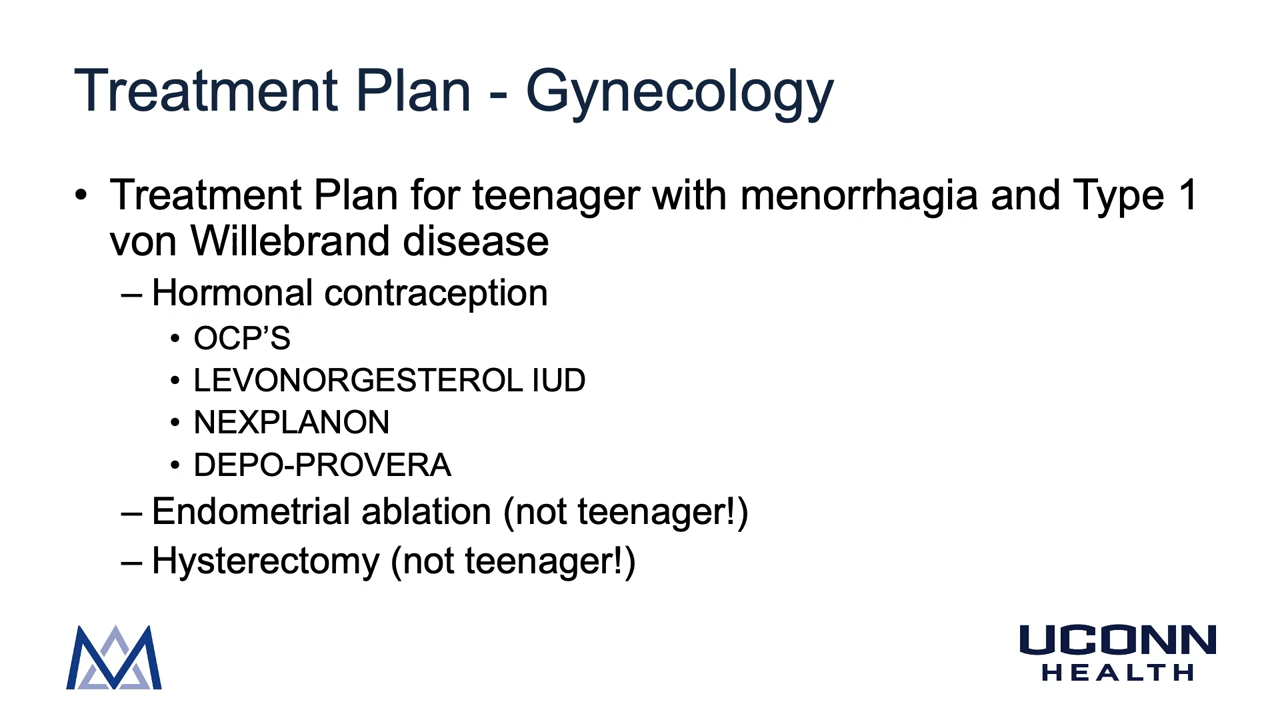 Treatment Plan - Gynecology
• Treatment Plan for teenager with menorrhagia and Type 1
von Willebrand disease
– Hormonal contraception
• OCP’S
• LEVONORGESTEROL IUD
• NEXPLANON
• DEPO-PROVERA
– Endometrial ablation (not teenager!)
– Hysterectomy (not teenager!)
UCONN
HEALTH